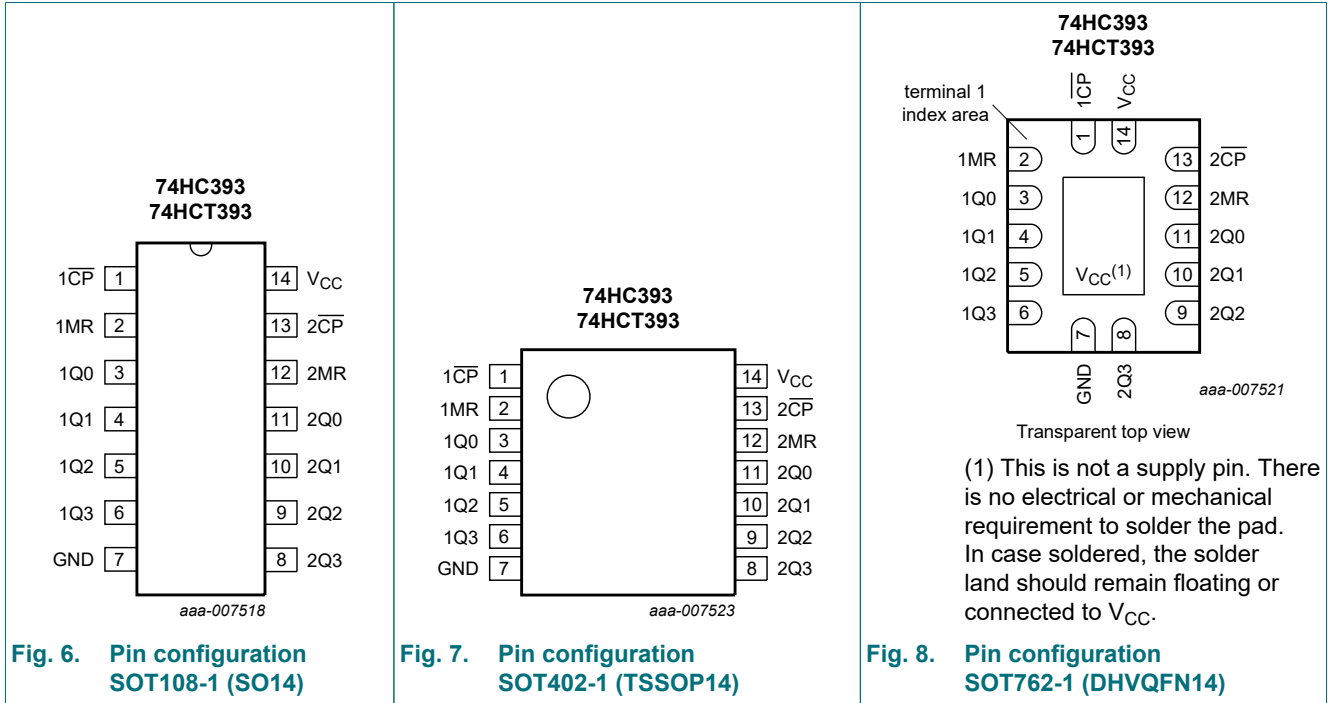 74HC393
74HCT393
1C̅P̅ 1
1MR 2
1Q0 3
1Q1 4
1Q2 5
1Q3 6
GND 7
14 VCC
13 2C̅P̅
12 2MR
11 2Q0
10 2Q1
9 2Q2
8 2Q3
aaa-007518
Fig. 6. Pin configuration
SOT108-1 (SO14)
74HC393
74HCT393
1C̅P̅ 1
1MR 2
1Q0 3
1Q1 4
1Q2 5
1Q3 6
GND 7
14 VCC
13 2C̅P̅
12 2MR
11 2Q0
10 2Q1
9 2Q2
8 2Q3
aaa-007523
Fig. 7. Pin configuration
SOT402-1 (TSSOP14)
74HC393
74HCT393
terminal 1
index area
1C̅P̅ 1
VCC 14
1MR 2
1Q0 3
1Q1 4
1Q2 5
1Q3 6
13 2C̅P̅
12 2MR
11 2Q0
10 2Q1
9 2Q2
VCC(1)
7 GND
8 2Q3
aaa-007521
Transparent top view
(1) This is not a supply pin. There
is no electrical or mechanical
requirement to solder the pad.
In case soldered, the solder
land should remain floating or
connected to VCC.
Fig. 8. Pin configuration
SOT762-1 (DHVQFN14)